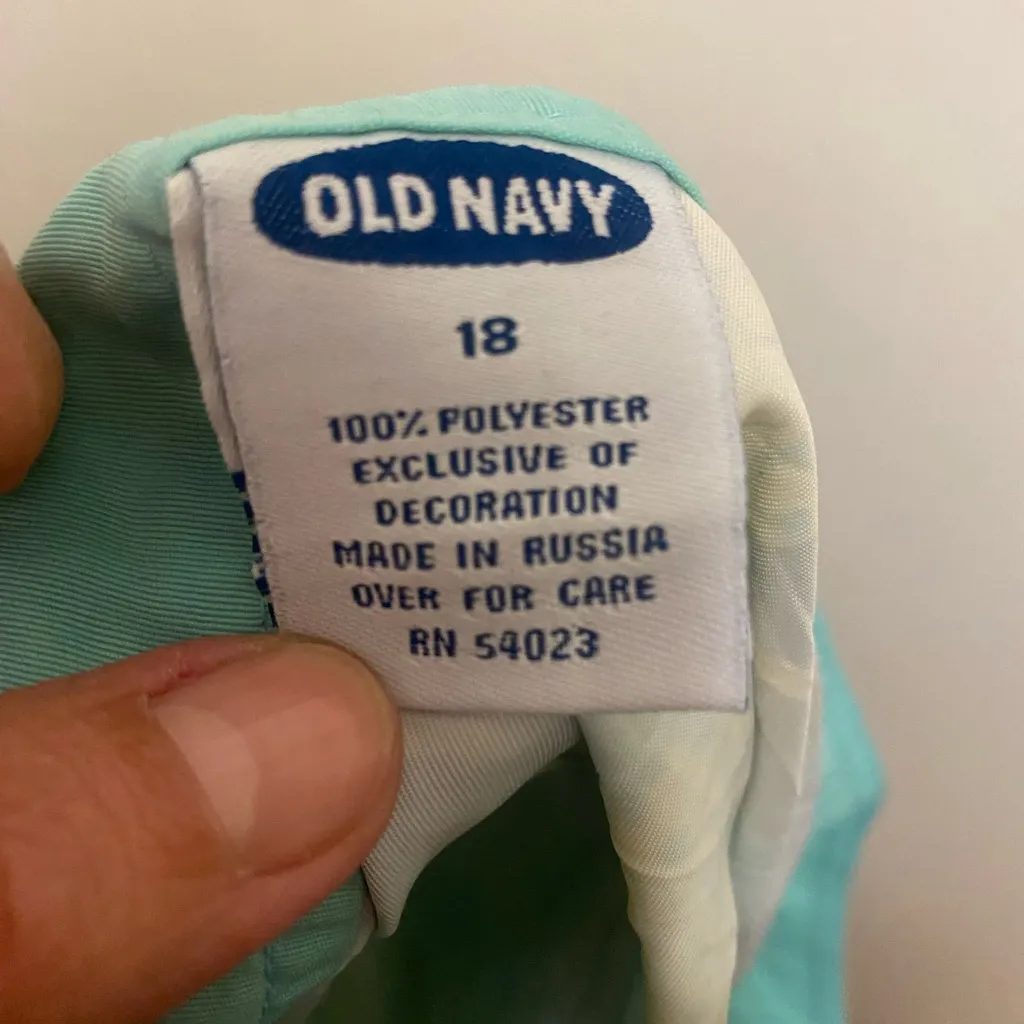 OLD NAVY
18
100% POLYESTER
EXCLUSIVE OF
DECORATION
MADE IN RUSSIA
OVER FOR CARE
RN 54023